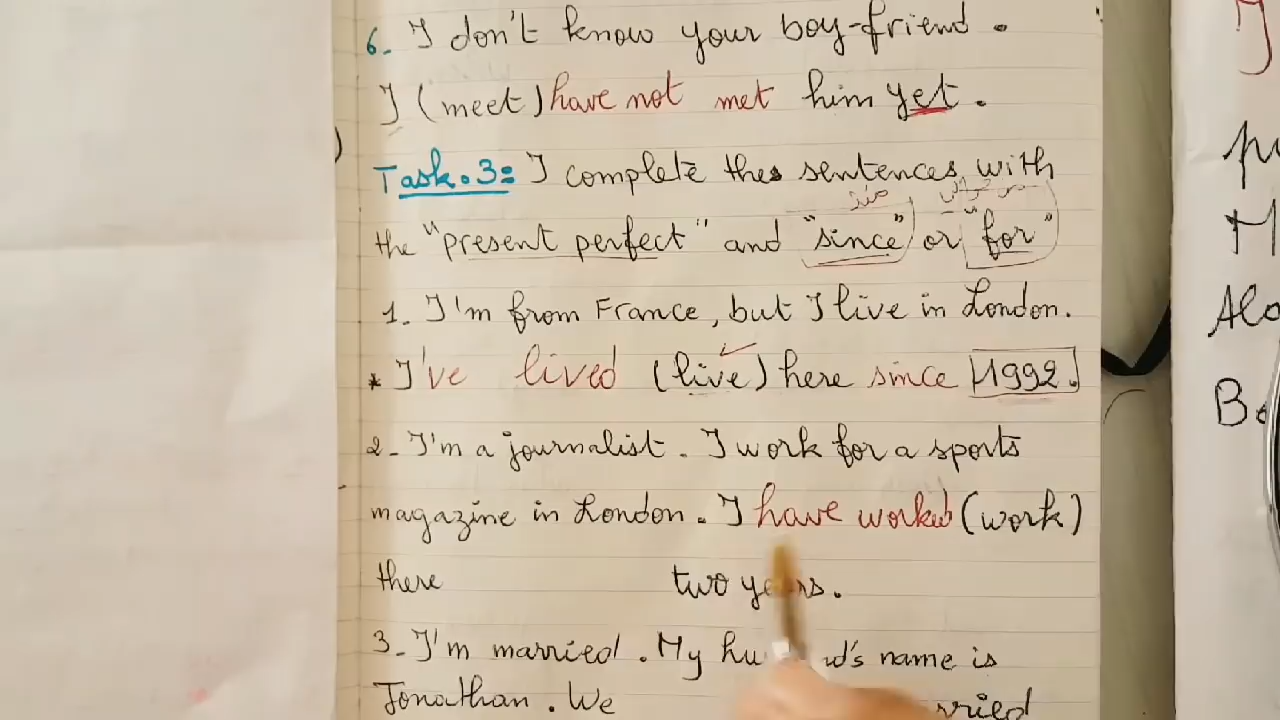 6. I don't know your boy-friend.
I (meet) have not met him yet.
Task.3: I complete the sentences with
منذ
the "present perfect" and "since" or "for"
1. I'm from France, but I live in London.
* I've lived (live) here since 1992.
2. I'm a journalist. I work for a sports
magazine in London. I have worked (work)
there two years.
3. I'm married. My name is
Jonathan. We